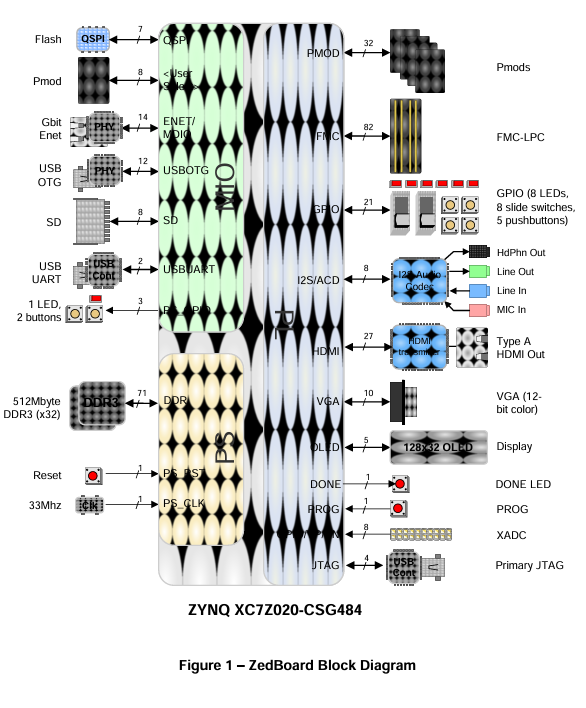 Flash
QSPI
7
QSPI
Pmod
8
<User
Gbit
Enet
PHY
14
ENET/
MDIO
USB
OTG
PHY
12
USBOTG
SD
8
SD
USB
UART
USB
Cont
2
USBUART
1 LED,
2 buttons
3
MIO
512Mbyte
DDR3 (x32)
DDR3
71
DDR
PS
Reset
1
PS_RST
33Mhz
Clk
1
PS_CLK
PL
PMOD
32
Pmods
FMC
82
FMC-LPC
GPIO
21
GPIO (8 LEDs,
8 slide switches,
5 pushbuttons)
I2S/ACD
8
I2S Audio
Codec
HdPhn Out
Line Out
Line In
MIC In
HDMI
27
HDMI
Type A
HDMI Out
VGA
10
VGA (12-
bit color)
OLED
5
128x32 OLED
Display
DONE
1
DONE LED
PROG
1
PROG
8
XADC
JTAG
4
USB
Cont
Primary JTAG
ZYNQ XC7Z020-CSG484
Figure 1 – ZedBoard Block Diagram